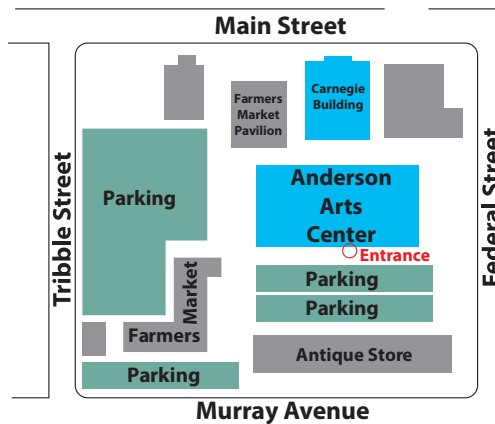 Main Street
Carnegie
Building
Farmers
Market
Pavilion
Anderson
Arts
Center
Parking
Tribble Street
Federal Street
Entrance
Market
Parking
Parking
Farmers
Antique Store
Parking
Murray Avenue